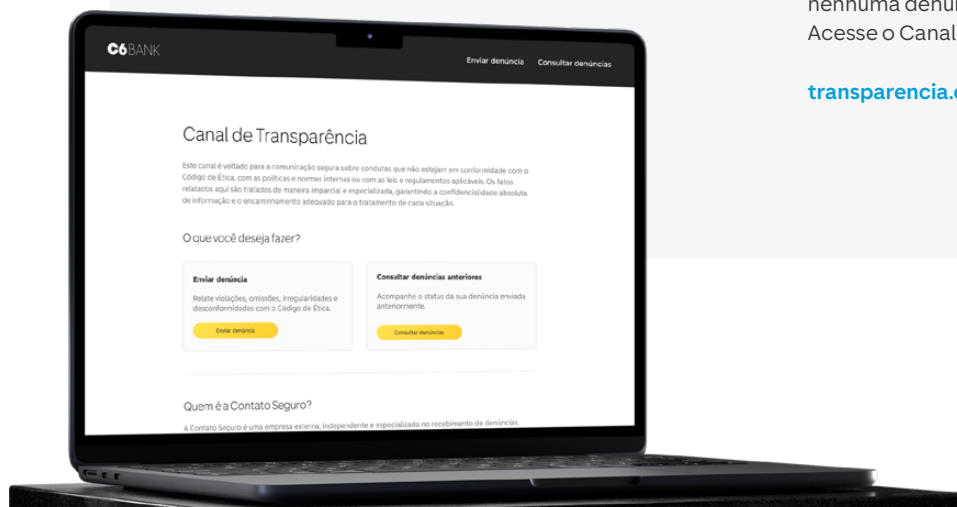 nenhuma denú
Acesse o Canal
transparencia.
C6BANK
Enviar denúncia Consultar denúncias
Canal de Transparência
Este canal é voltado para a comunicação segura sobre condutas que não estejam em conformidade com o
Código de Ética, com as políticas e normas internas ou com as leis e regulamentos aplicáveis. Os fatos
relatados aqui são tratados de maneira imparcial e especializada, garantindo a confidencialidade absoluta
de informação e o encaminhamento adequado para o tratamento de cada situação.
O que você deseja fazer?
Enviar denúncia
Relate violações, omissões, irregularidades e
desconformidades com o Código de Ética.
Enviar denúncia
Consultar denúncias anteriores
Acompanhe o status da sua denúncia enviada
anteriormente.
Consultar denúncias
Quem é a Contato Seguro?
A Contato Seguro é uma empresa externa, independente e especializada no recebimento de denúncias.